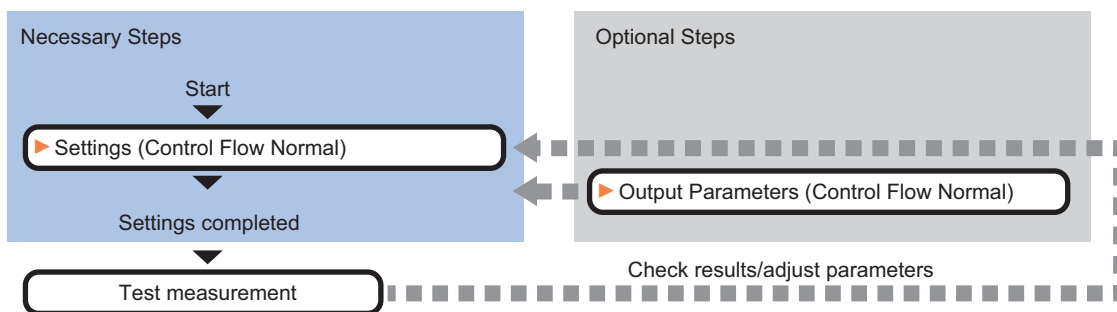 Necessary Steps
Start
Settings (Control Flow Normal)
Settings completed
Test measurement
Optional Steps
Output Parameters (Control Flow Normal)
Check results/adjust parameters